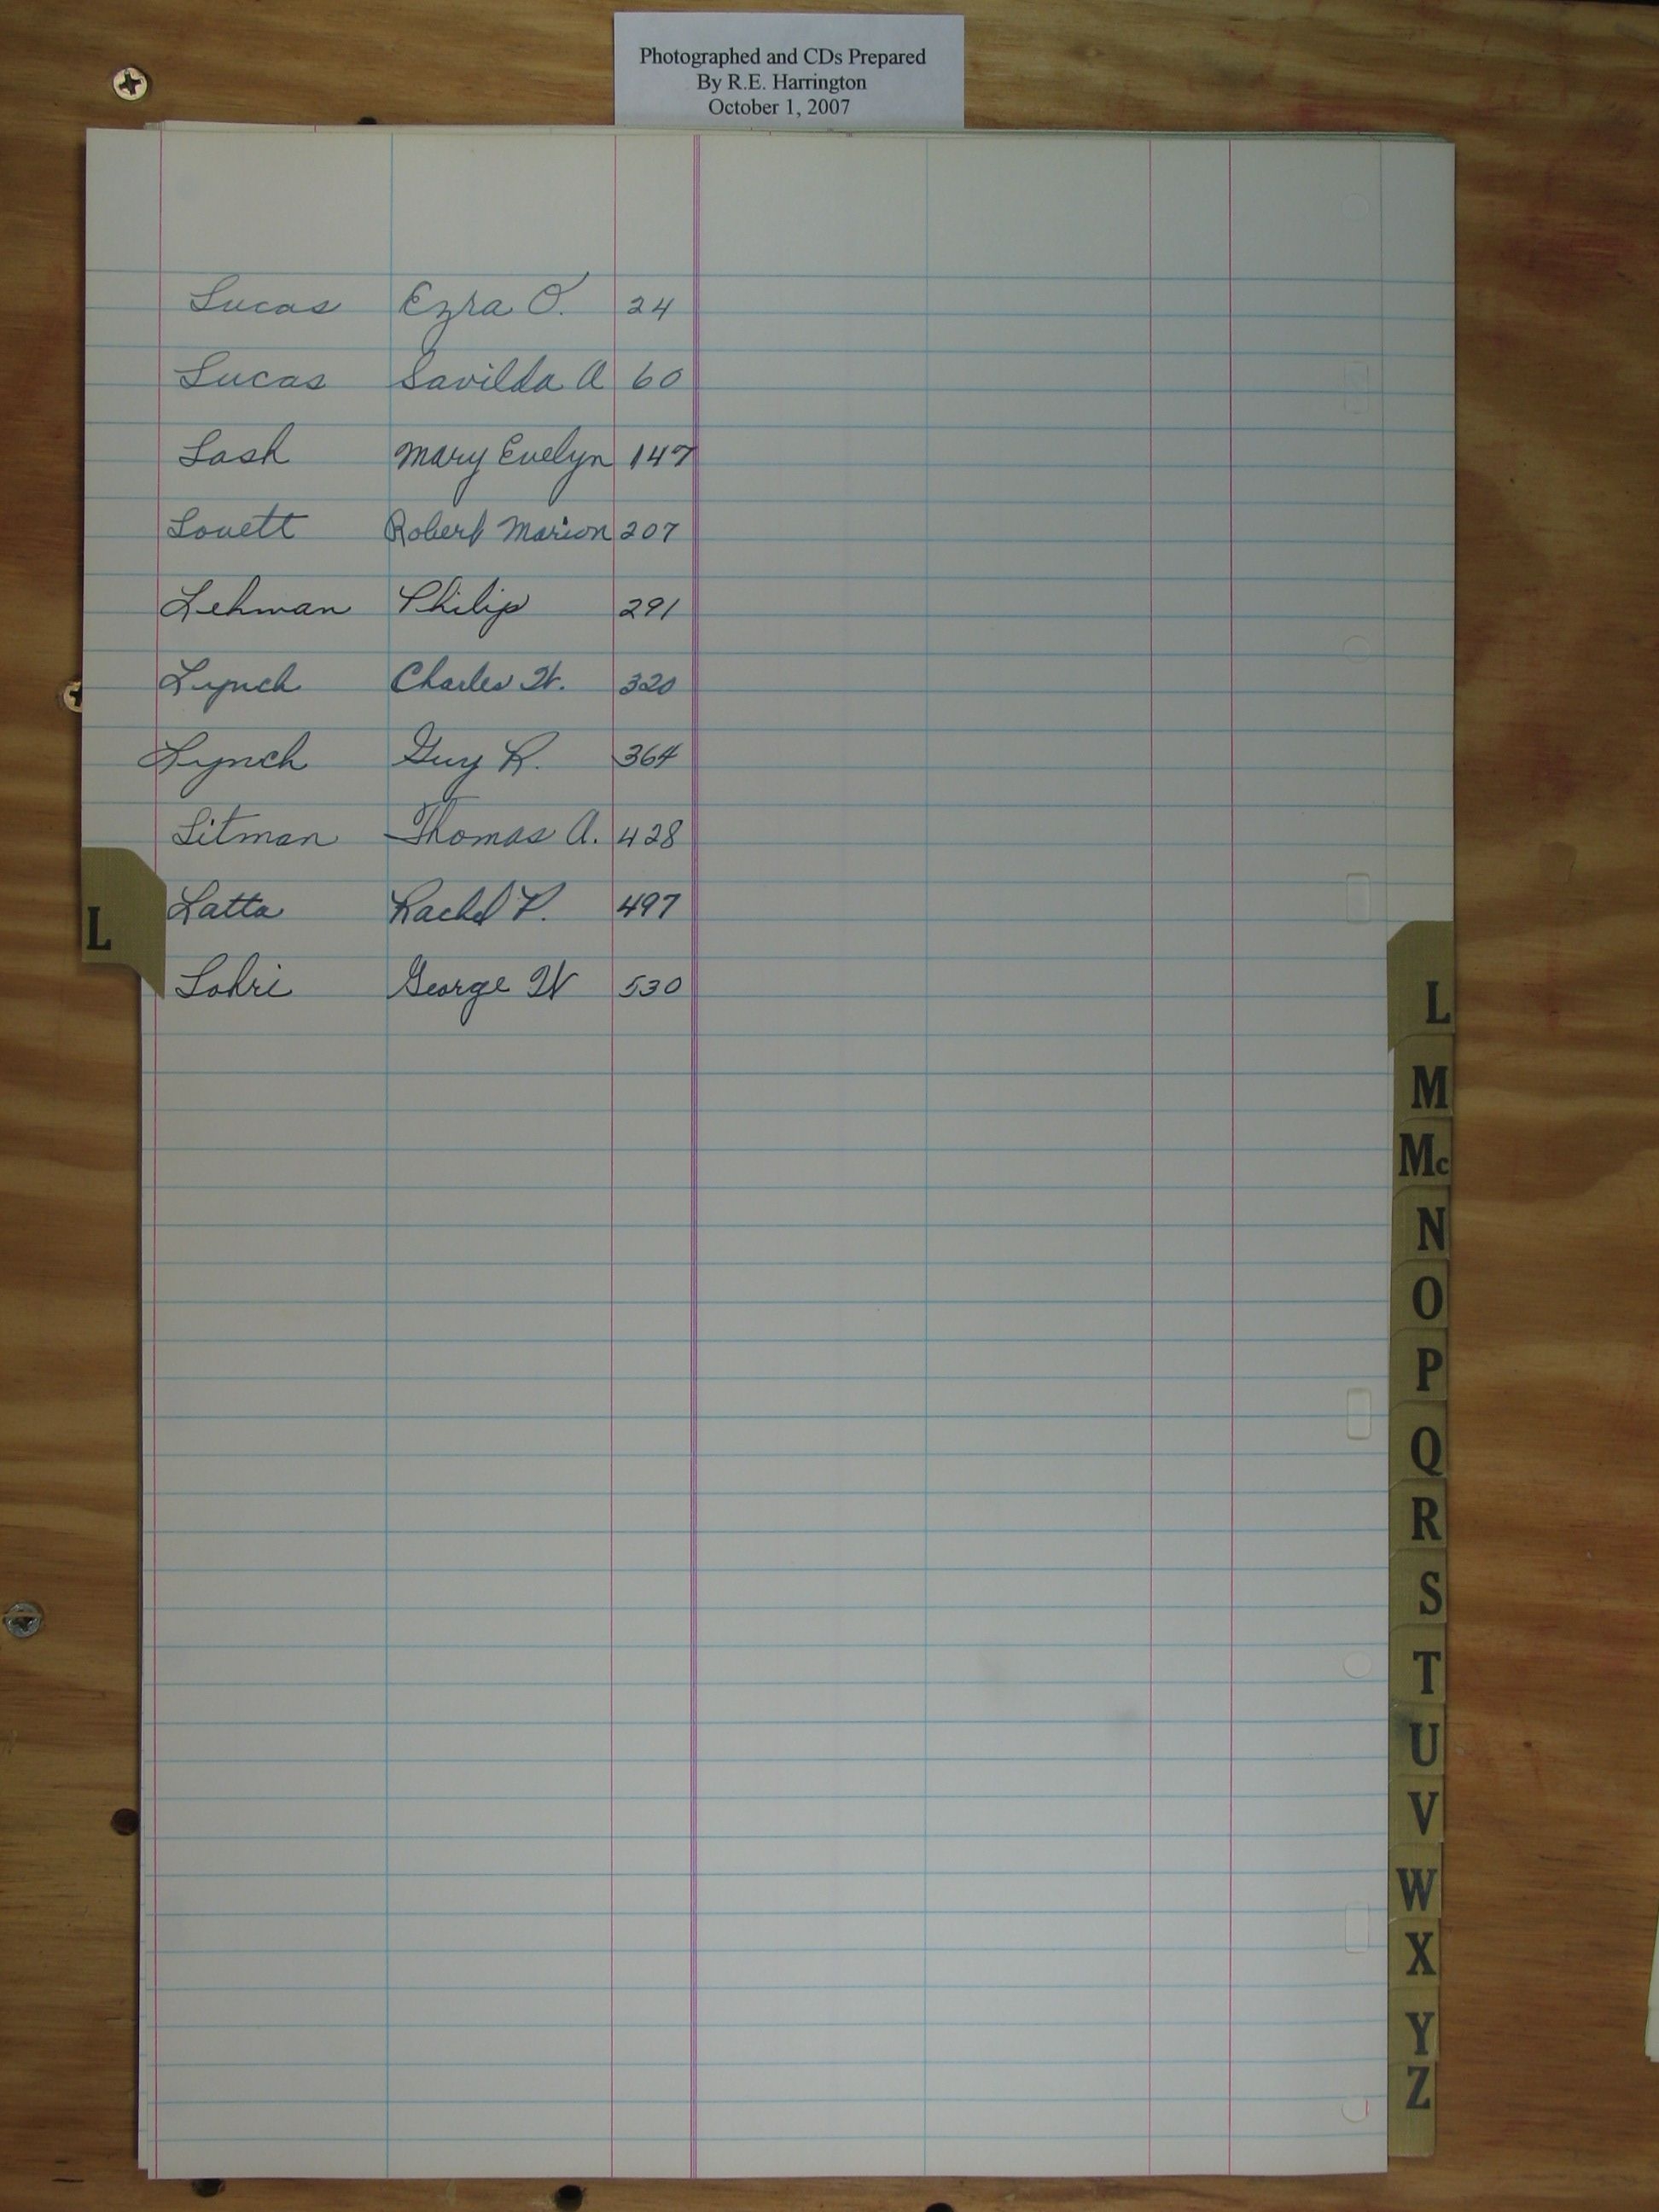 Photographed and CDs Prepared
By R.E. Harrington
October 1, 2007
Lucas Ezra O. 24
Lucas Savilda A 60
Lash Mary Evelyn 147
Lovett Robert Marion 207
Lehman Philip 291
Lynch Charles W. 320
Lynch Guy R. 364
Litman Thomas A. 428
Latta Rachel P. 497
Lohri George W 530
L
L
M
Mc
N
O
P
Q
R
S
T
U
V
W
X
Y
Z